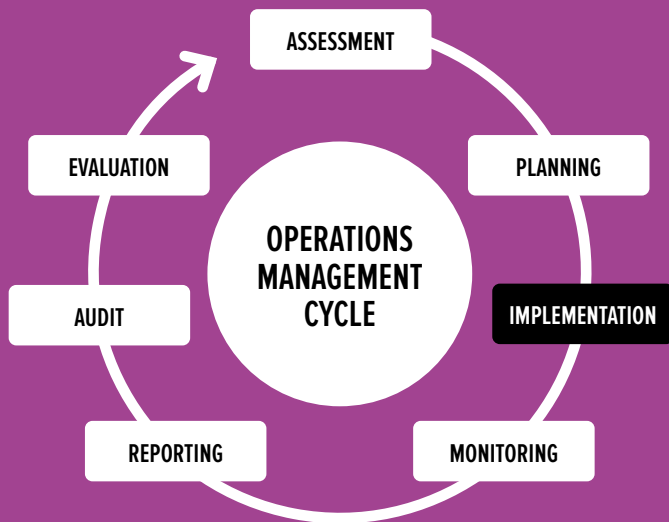 ASSESSMENT
PLANNING
IMPLEMENTATION
MONITORING
REPORTING
AUDIT
EVALUATION
OPERATIONS
MANAGEMENT
CYCLE